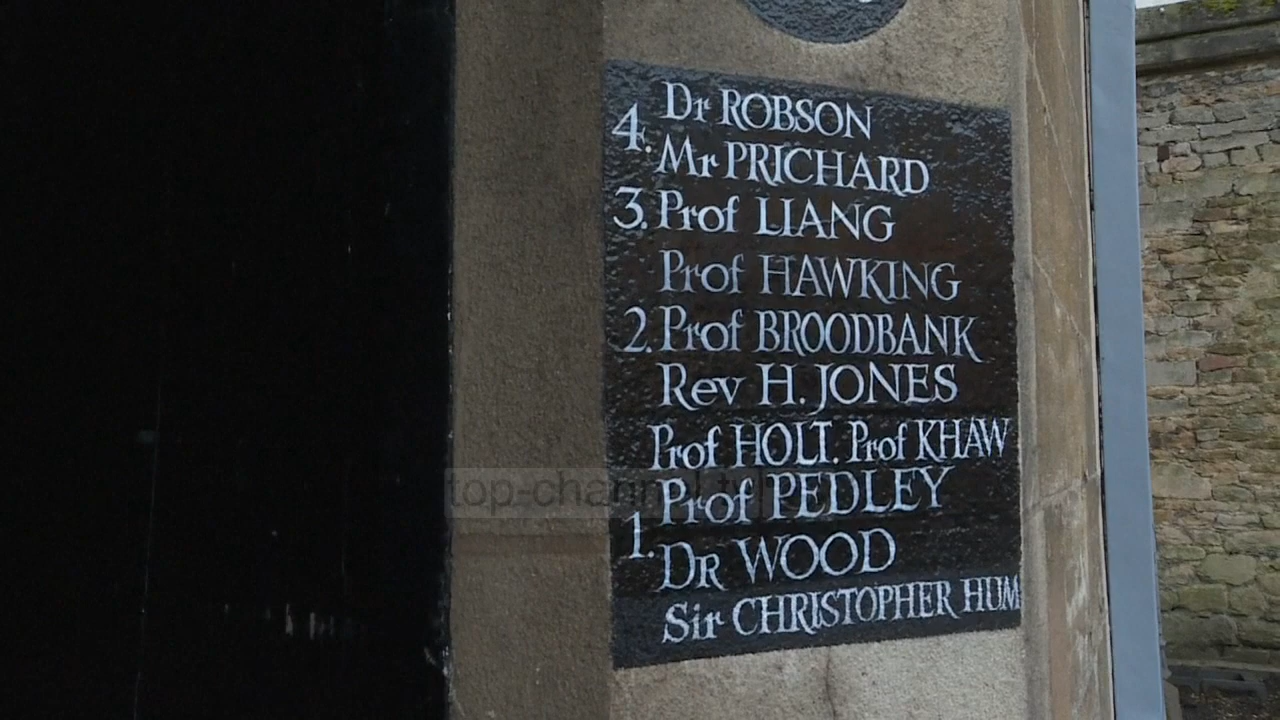 Dr ROBSON
4.
Mr PRICHARD
3. Prof LIANG
Prof HAWKING
2. Prof BROODBANK
Rev H. JONES
Prof HOLT. Prof KHAW
Prof PEDLEY
1.
DR WOOD
Sir CHRISTOPHER HUM
top-channel.tv